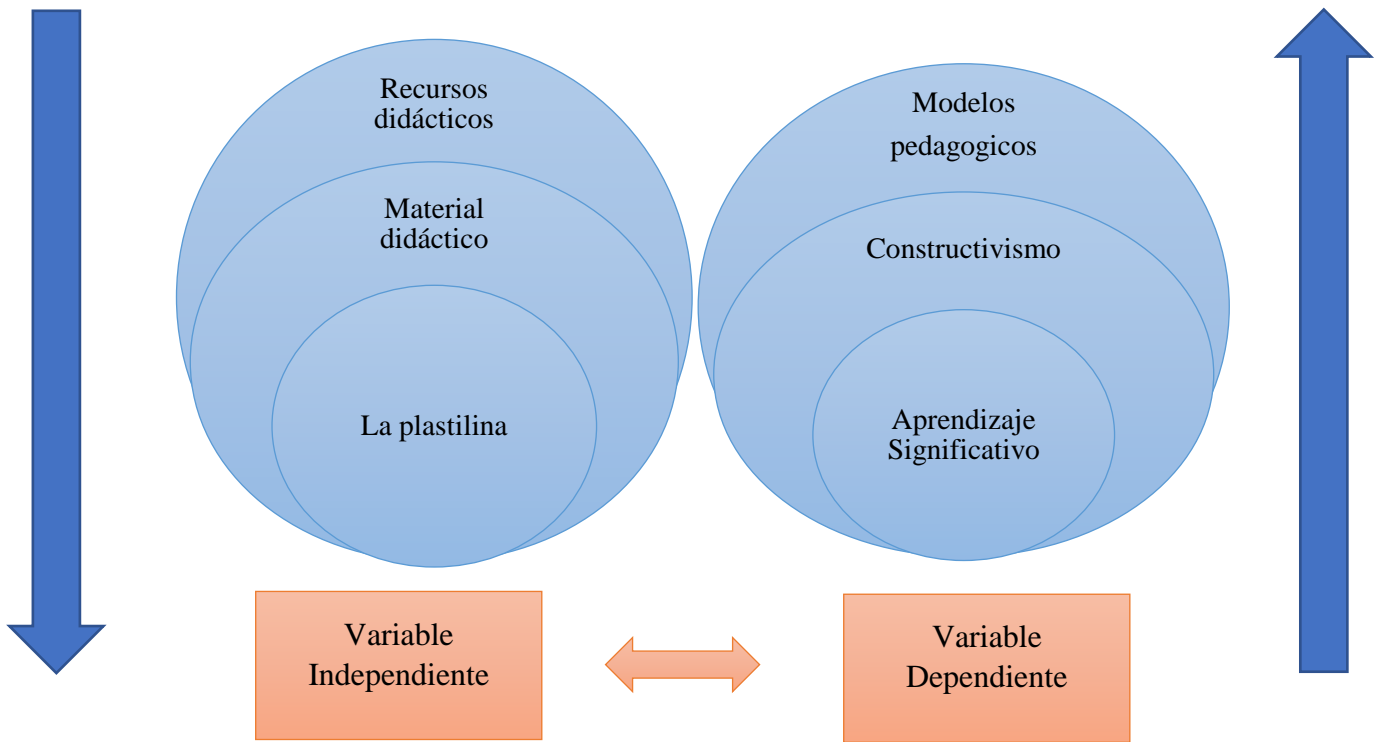 Recursos
didácticos
Material
didáctico
La plastilina
Variable
Independiente
Modelos
pedagogicos
Constructivismo
Aprendizaje
Significativo
Variable
Dependiente